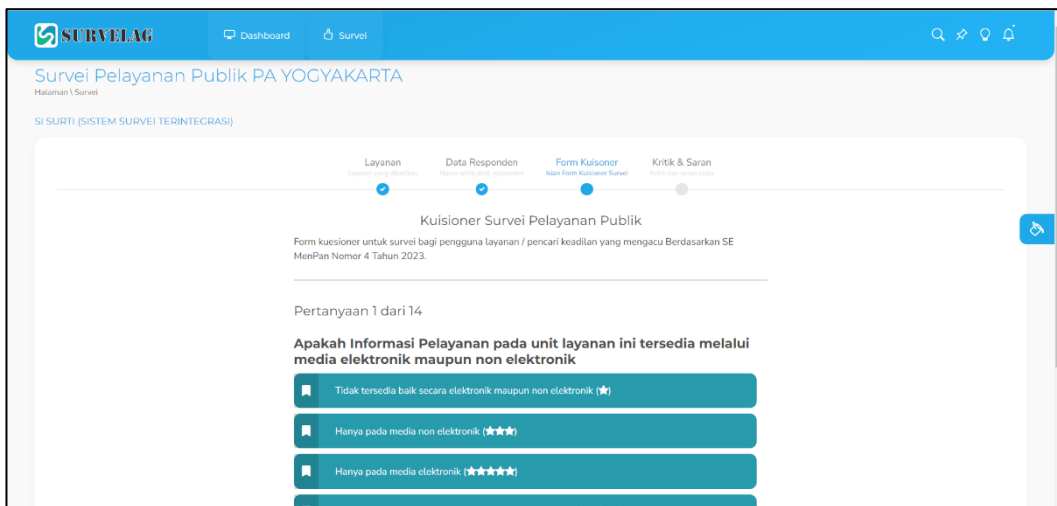 SURVELAG
Dashboard
Survei
Survei Pelayanan Publik PA YOGYAKARTA
Halaman \ Survei
SI SURTI (SISTEM SURVEI TERINTEGRASI)
Layanan
Data Responden
Form Kuisoner
Isian Form Kuisioner Survei
Kritik & Saran
Kuisioner Survei Pelayanan Publik
Form kuesioner untuk survei bagi pengguna layanan / pencari keadilan yang mengacu Berdasarkan SE
MenPan Nomor 4 Tahun 2023.
Pertanyaan 1 dari 14
Apakah Informasi Pelayanan pada unit layanan ini tersedia melalui
media elektronik maupun non elektronik
Tidak tersedia baik secara elektronik maupun non elektronik (★)
Hanya pada media non elektronik (★★★)
Hanya pada media elektronik (★★★★★)